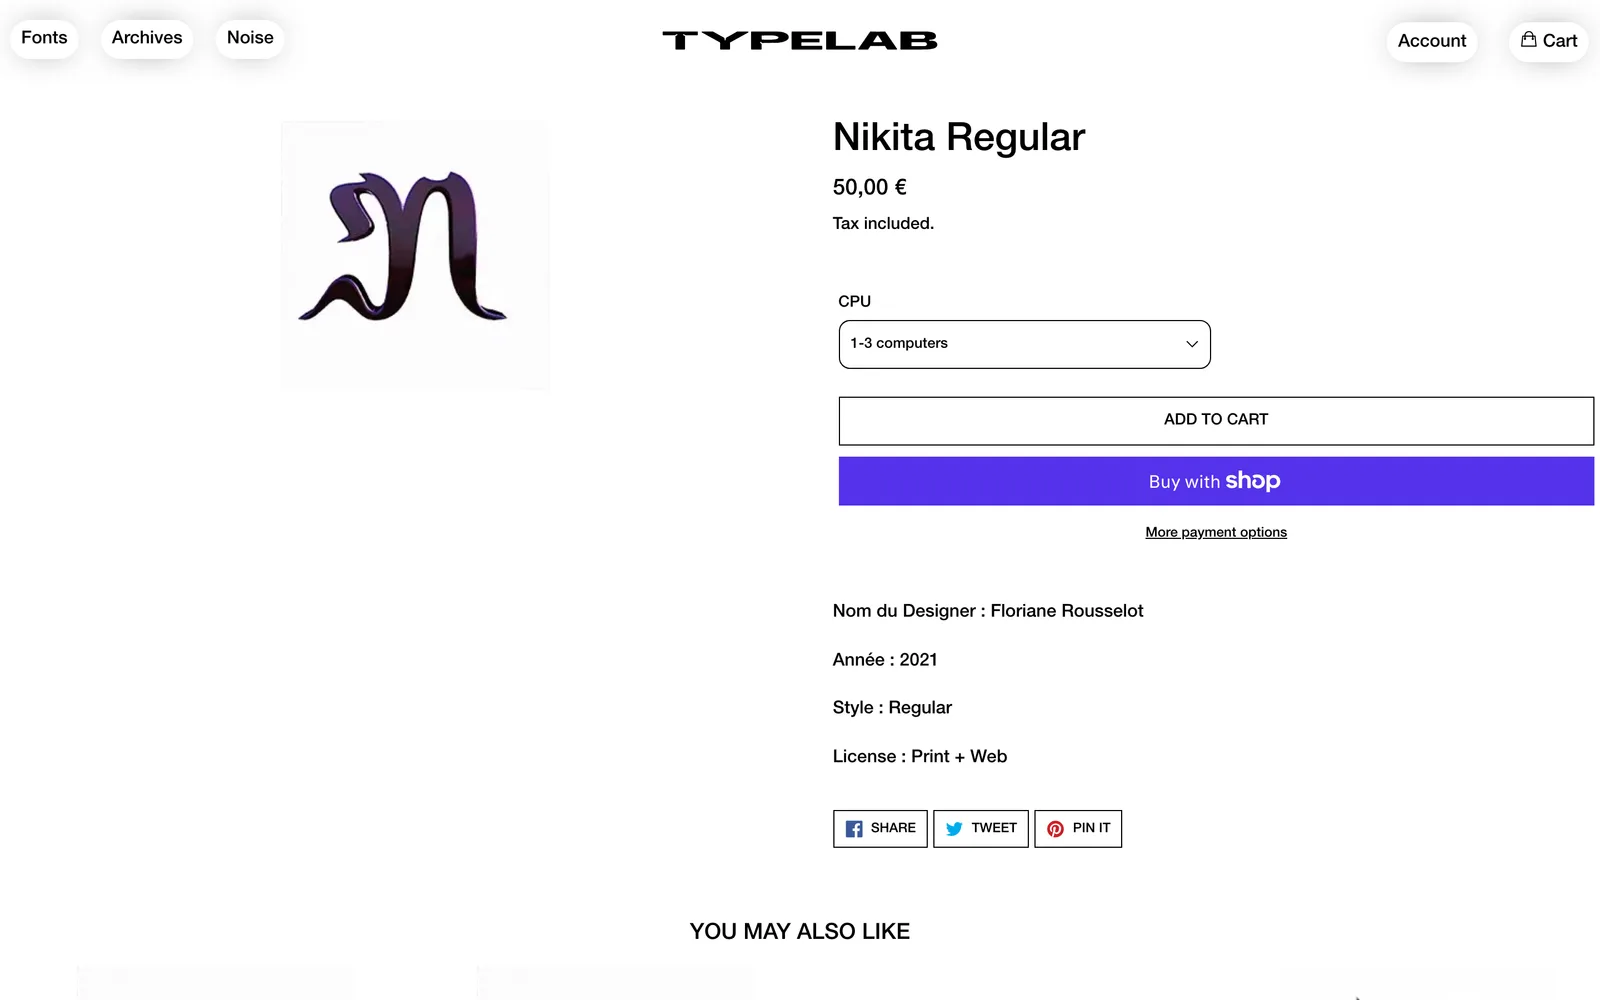 Fonts
Archives
Noise
TYPELAB
Account
Cart
Nikita Regular
50,00 €
Tax included.
CPU
1-3 computers
ADD TO CART
Buy with shop
More payment options
Nom du Designer : Floriane Rousselot
Année : 2021
Style : Regular
License : Print + Web
SHARE
TWEET
PIN IT
YOU MAY ALSO LIKE